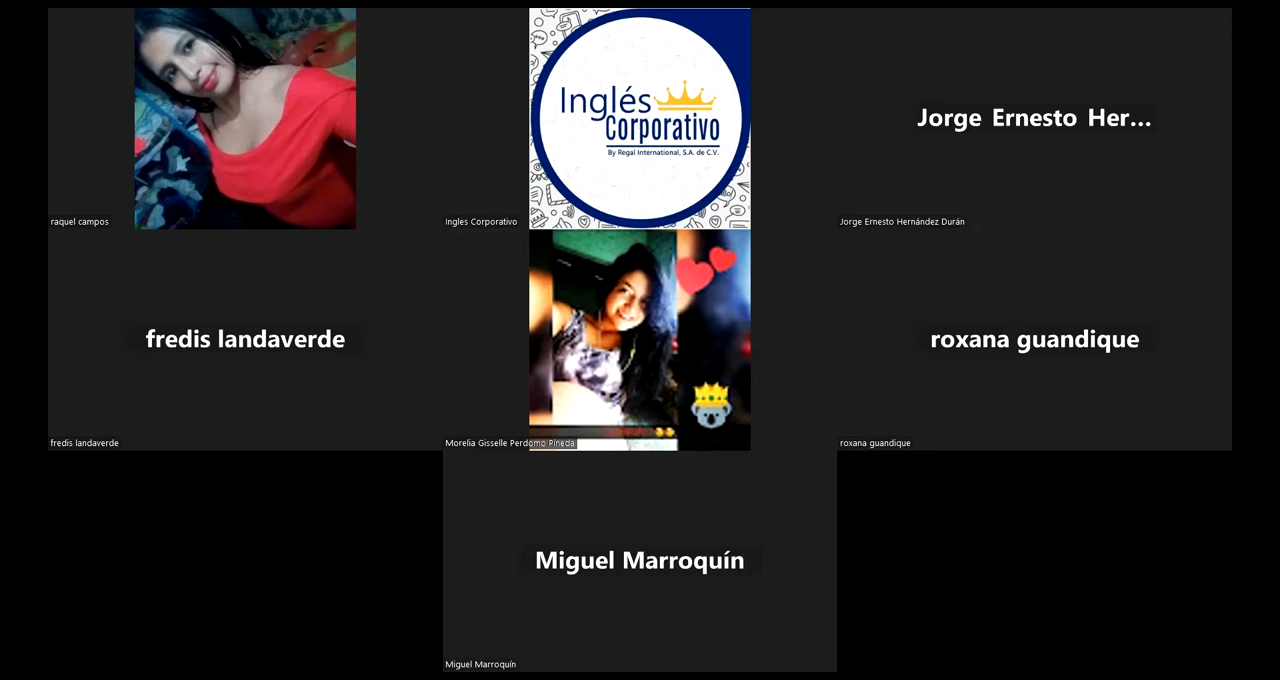 Inglés
Corporativo
By Regal International, S.A. de C.V.
Jorge Ernesto Her...
raquel campos
Ingles Corporativo
Jorge Ernesto Hernández Durán
fredis landaverde
roxana guandique
fredis landaverde
Morelia Gisselle Perdomo Pineda
roxana guandique
Miguel Marroquín
Miguel Marroquín